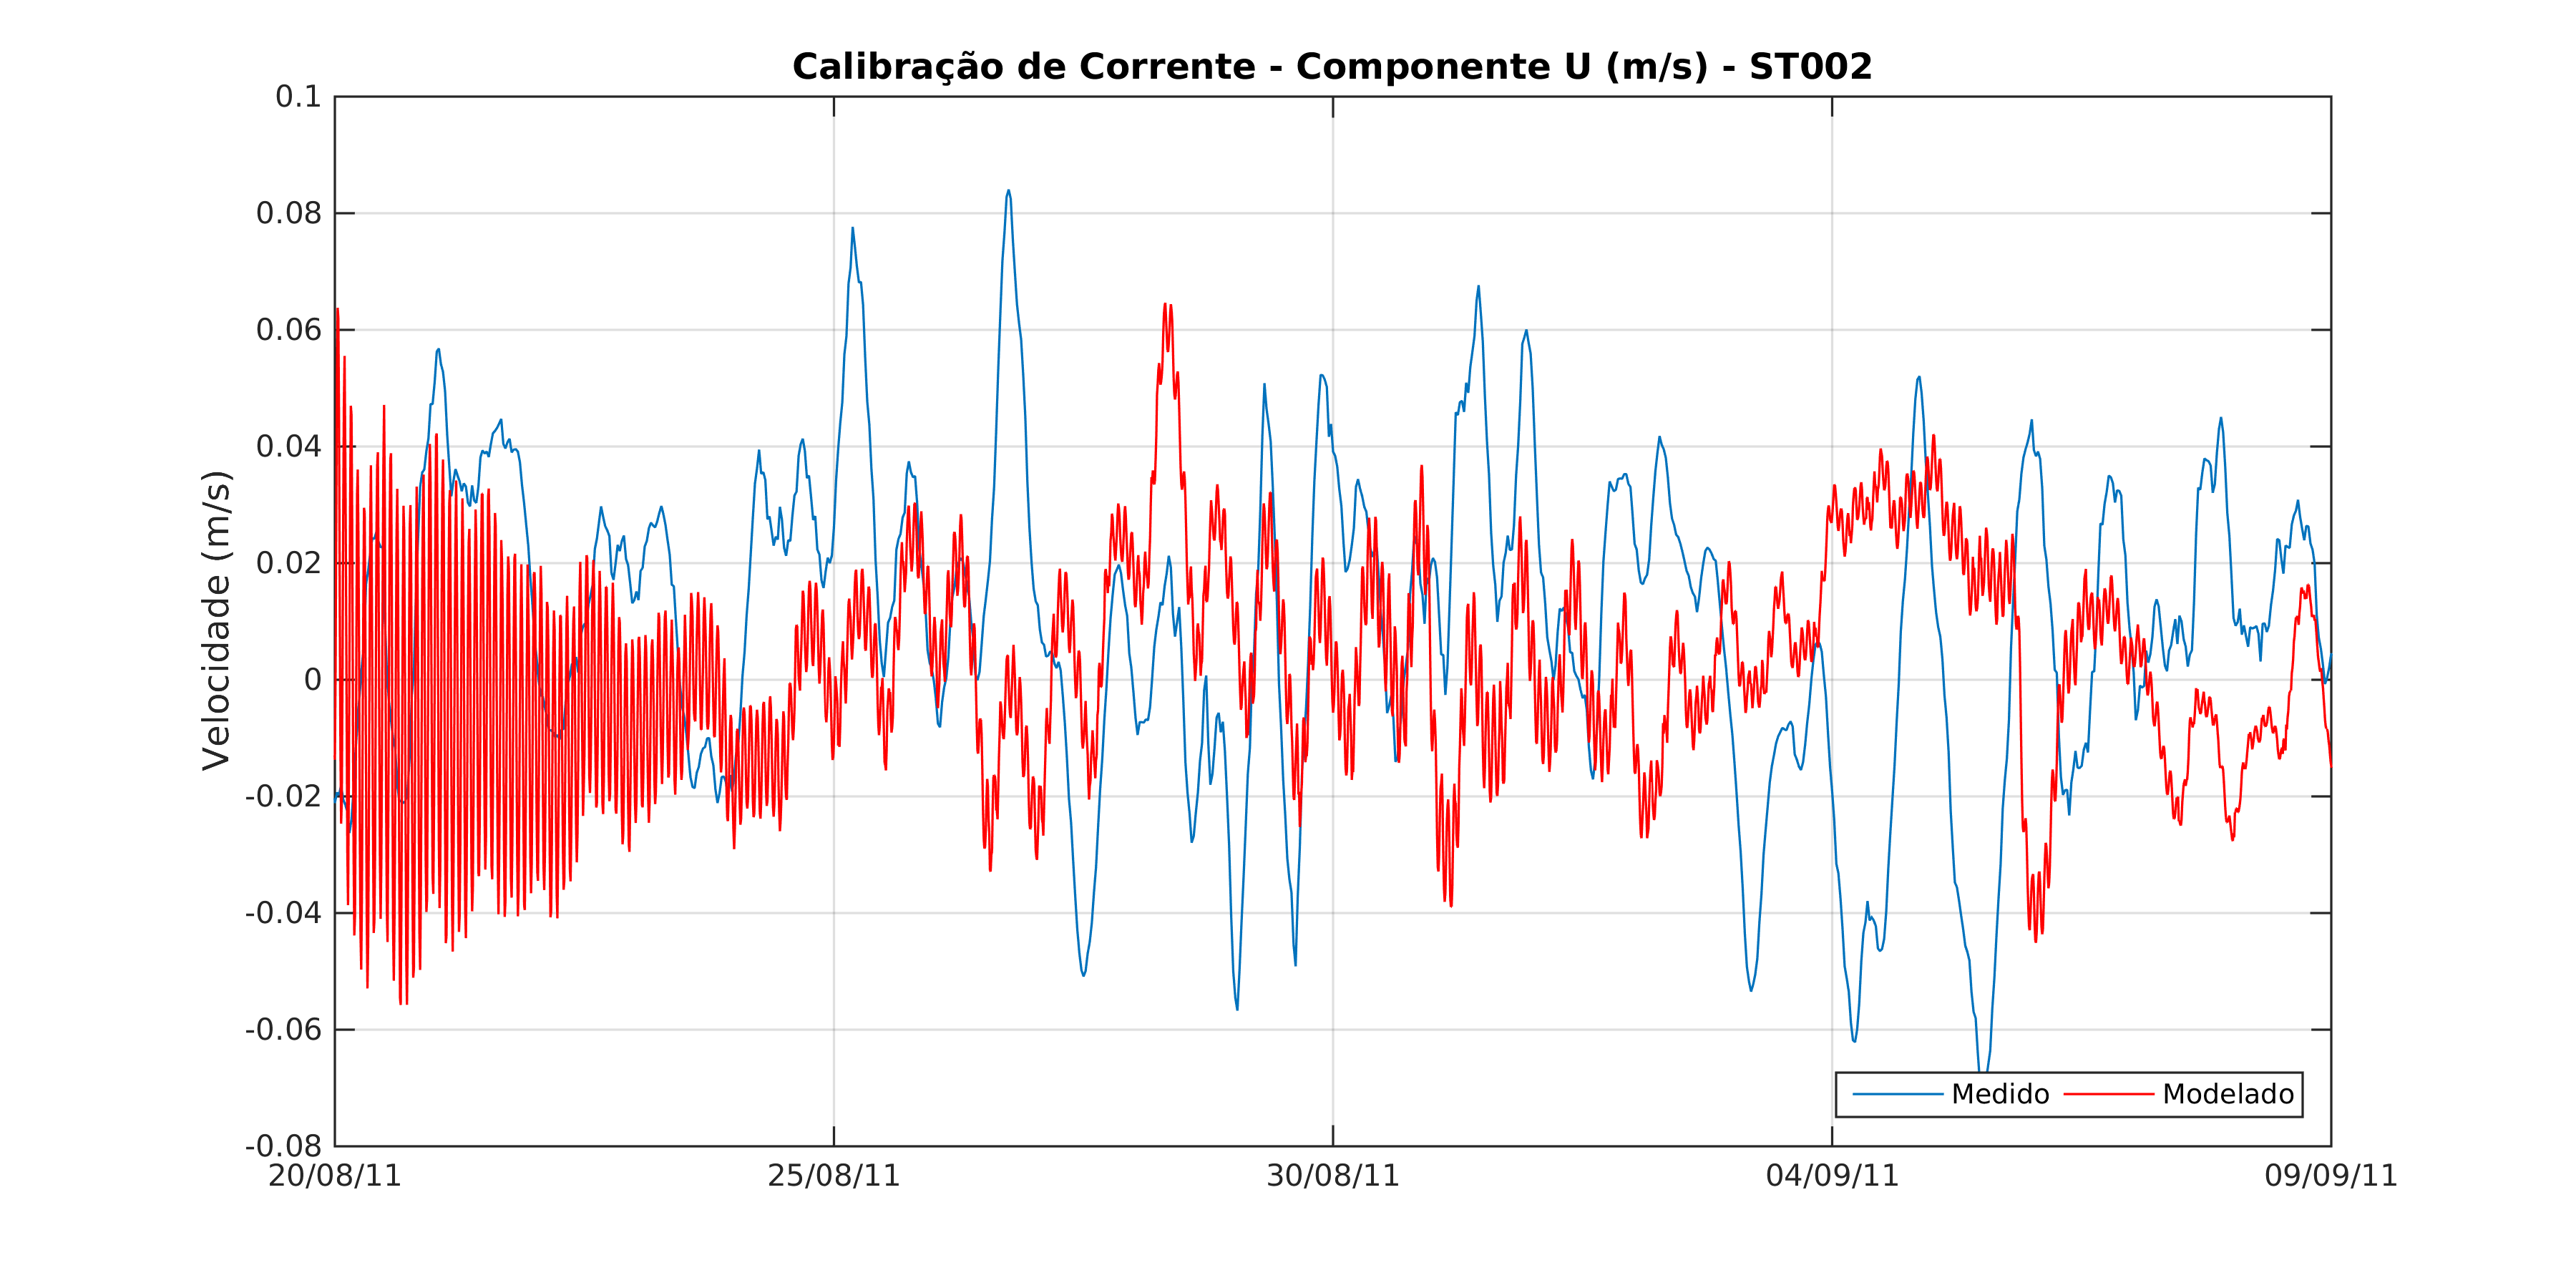 Calibração de Corrente - Componente U (m/s) - ST002
0.1
0.08
0.06
0.04
0.02
0
-0.02
-0.04
-0.06
-0.08
Velocidade (m/s)
20/08/11 25/08/11 30/08/11 04/09/11 09/09/11
Medido Modelado